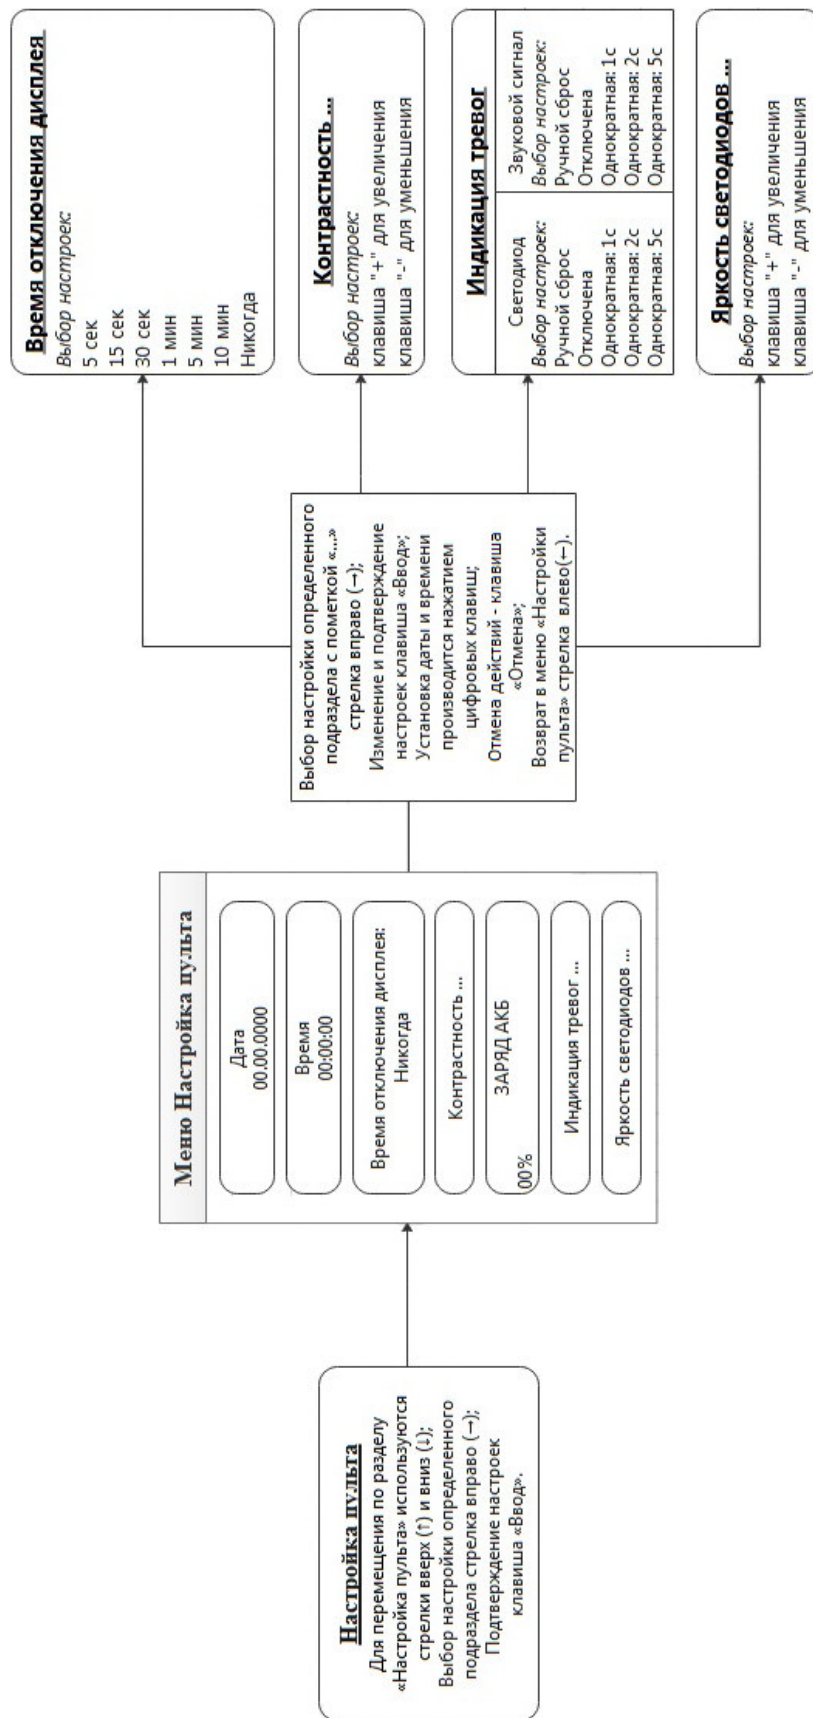 Настройка пульта
Для перемещения по разделу
«Настройка пульта» используются
стрелки вверх (↑) и вниз (↓);
Выбор настройки определенного
подраздела стрелка вправо (→);
Подтверждение настроек
клавиша «Ввод».
Меню Настройка пульта
Дата
00.00.0000
Время
00:00:00
Время отключения дисплея:
Никогда
Контрастность ...
ЗАРЯД АКБ
00%
Индикация тревог ...
Яркость светодиодов ...
Выбор настройки определенного
подраздела с пометкой «...»
стрелка вправо (→);
Изменение и подтверждение
настроек клавиша «Ввод»;
Установка даты и времени
производится нажатием
цифровых клавиш;
Отмена действий - клавиша
«Отмена»;
Возврат в меню «Настройки
пульта» стрелка влево(←).
Время отключения дисплея
Выбор настроек:
5 сек
15 сек
30 сек
1 мин
5 мин
10 мин
Никогда
Контрастность ...
Выбор настроек:
клавиша "+" для увеличения
клавиша "-" для уменьшения
Индикация тревог
Светодиод
Выбор настроек:
Ручной сброс
Отключена
Однократная: 1с
Однократная: 2с
Однократная: 5с
Звуковой сигнал
Выбор настроек:
Ручной сброс
Отключена
Однократная: 1с
Однократная: 2с
Однократная: 5с
Яркость светодиодов ...
Выбор настроек:
клавиша "+" для увеличения
клавиша "-" для уменьшения